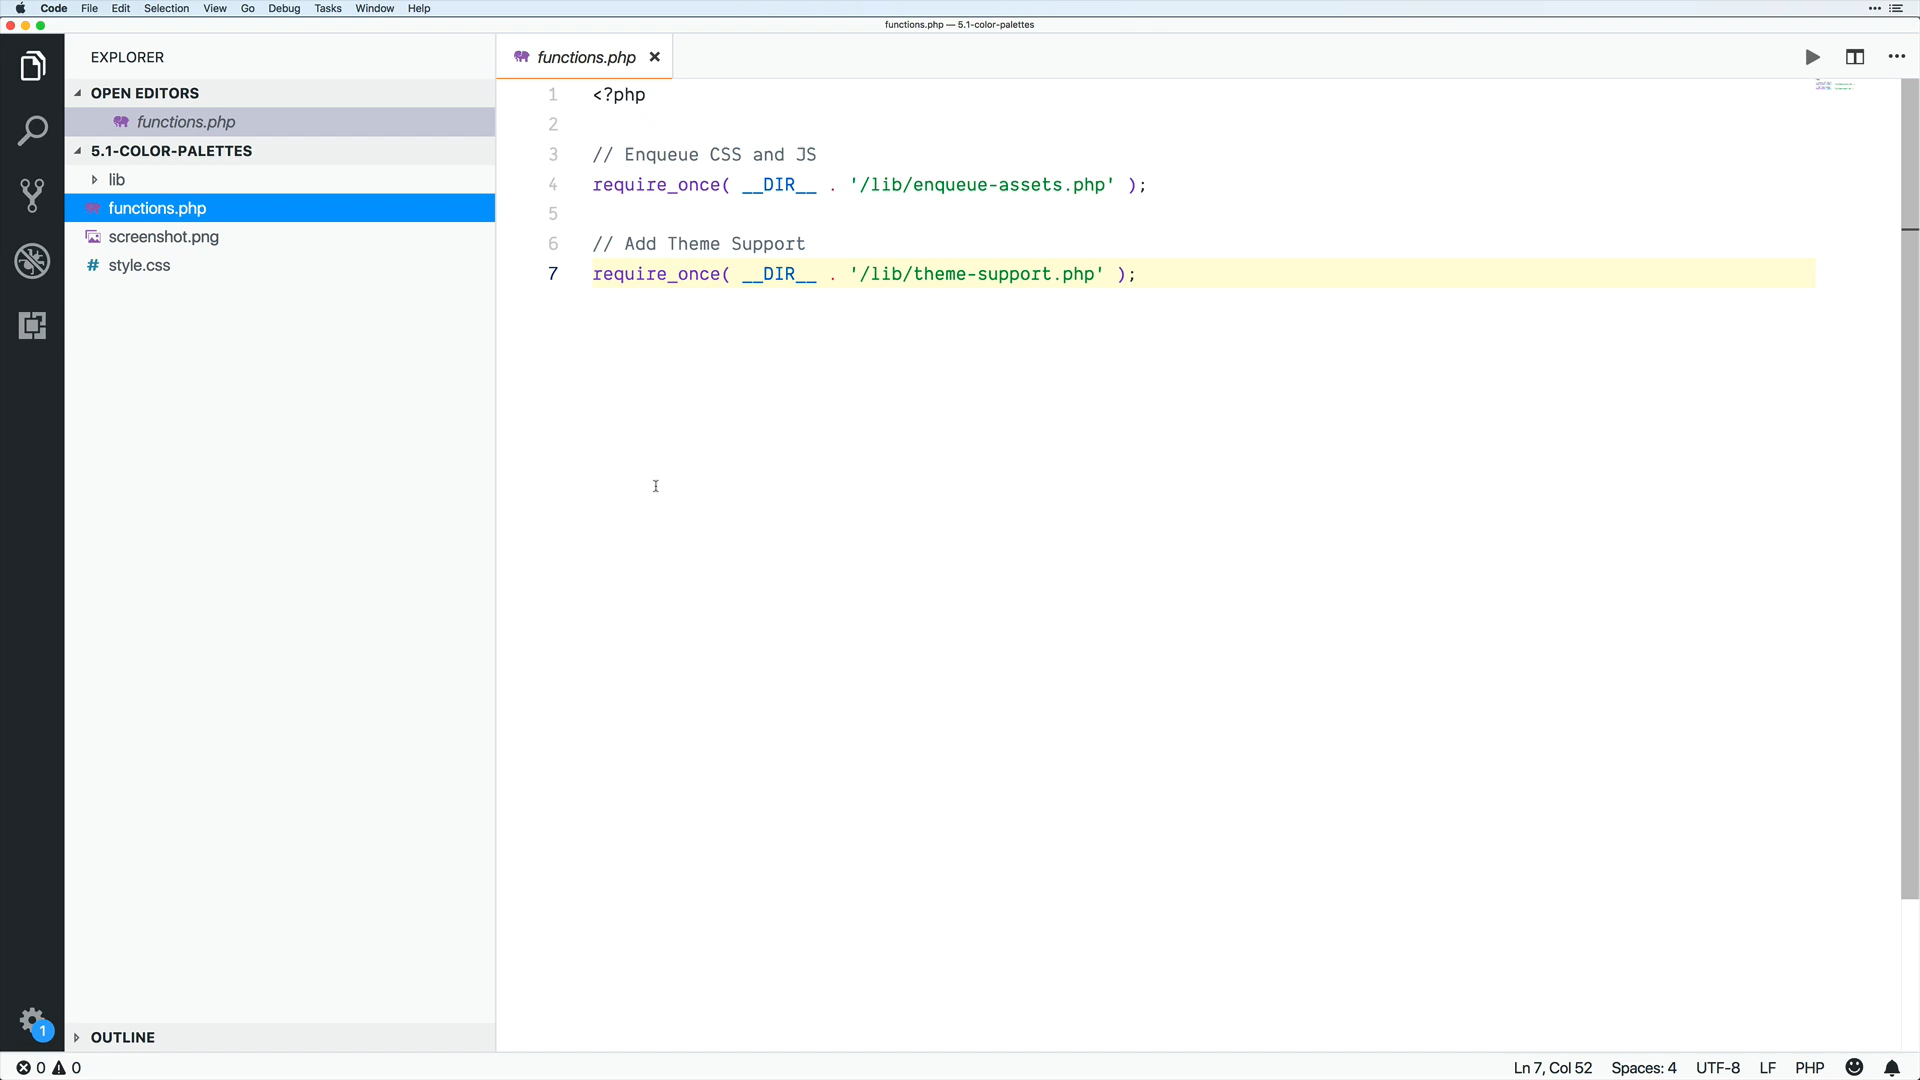 Code File Edit Selection View Go Debug Tasks Window Help
functions.php — 5.1-color-palettes
EXPLORER
OPEN EDITORS
functions.php
5.1-COLOR-PALETTES
lib
functions.php
screenshot.png
# style.css
OUTLINE
functions.php
1 <?php
2
3 // Enqueue CSS and JS
4 require_once( __DIR__ . '/lib/enqueue-assets.php' );
5
6 // Add Theme Support
7 require_once( __DIR__ . '/lib/theme-support.php' );
1
0 0
Ln 7, Col 52 Spaces: 4 UTF-8 LF PHP